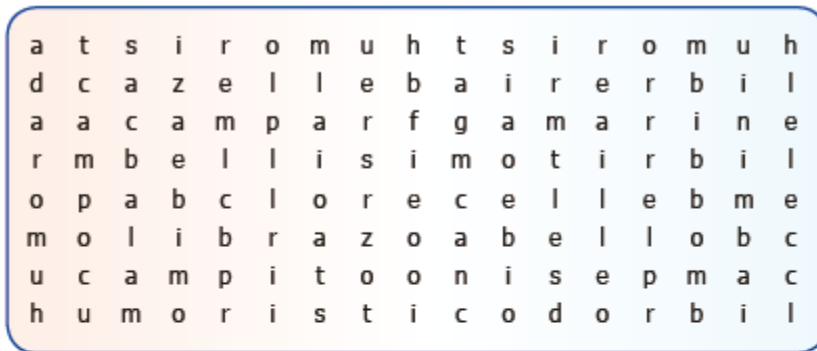 a t s i r o m u h t s i r o m u h
d c a z e l l e b a i r e r b i l
a a c a m p a r f g a m a r i n e
r m b e l l i s i m o t i r b i l
o p a b c l o r e c e l l e b m e
m o l i b r a z o a b e l l o b c
u c a m p i t o o n i s e p m a c
h u m o r i s t i c o d o r b i l